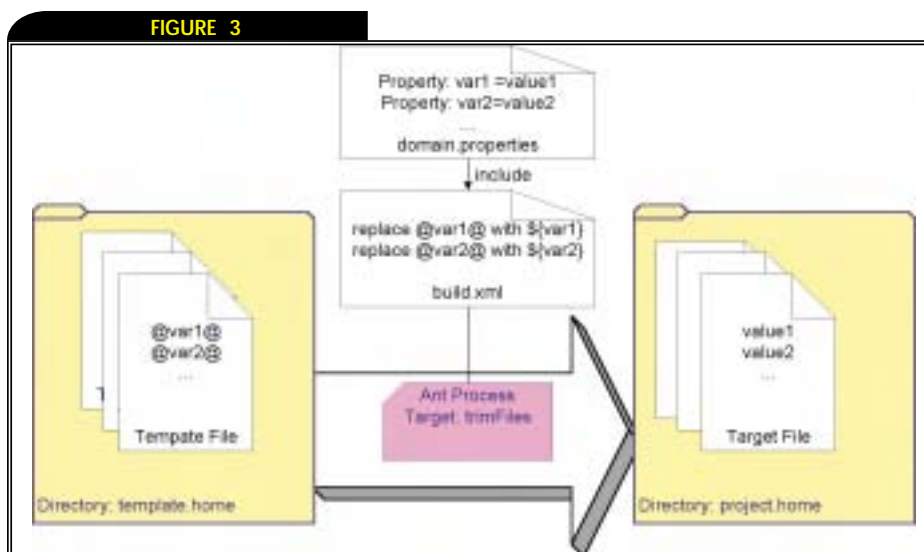 FIGURE 3
Property: var1 =value1
Property: var2=value2
...
domain.properties
include
replace @var1@ with ${var1}
replace @var2@ with ${var2}
build.xml
@var1@
@var2@
...
T
Tempate File
Directory: template.home
Ant Process
Target: trimFiles
value1
value2
...
Target File
Directory: project.home